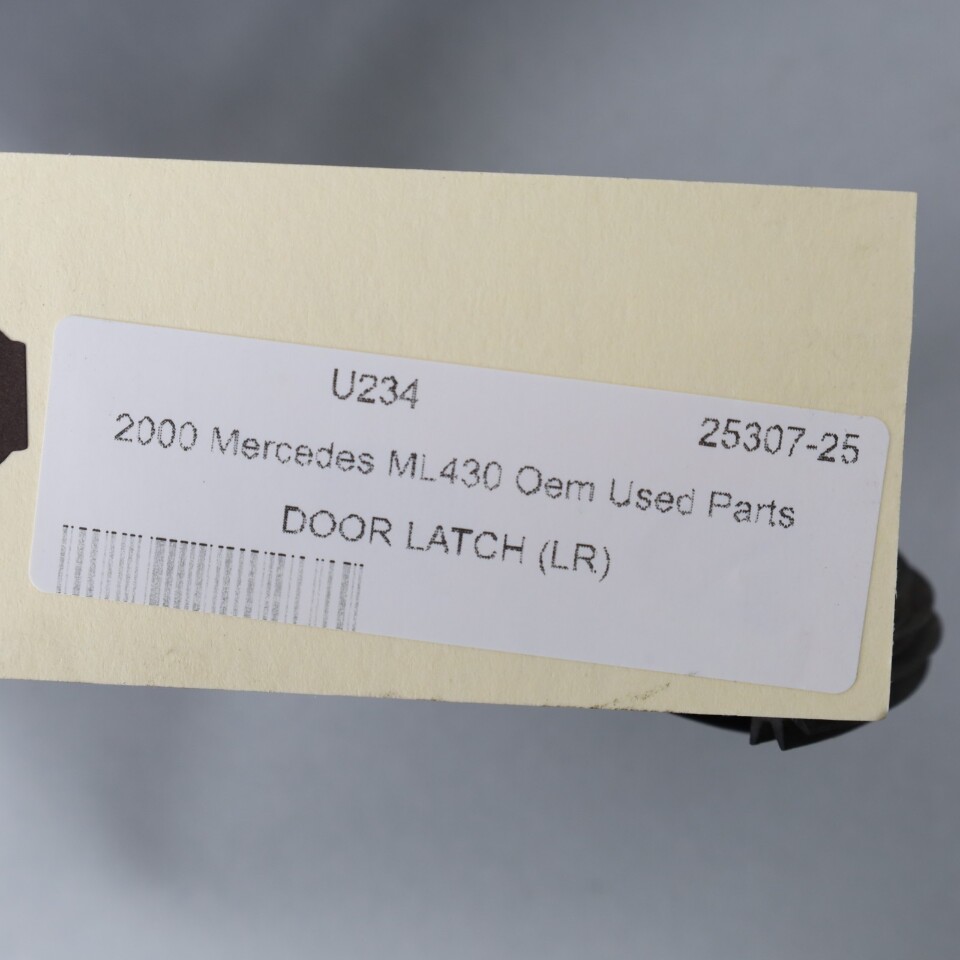 U234
25307-25
2000 Mercedes ML430 Oem Used Parts
DOOR LATCH (LR)